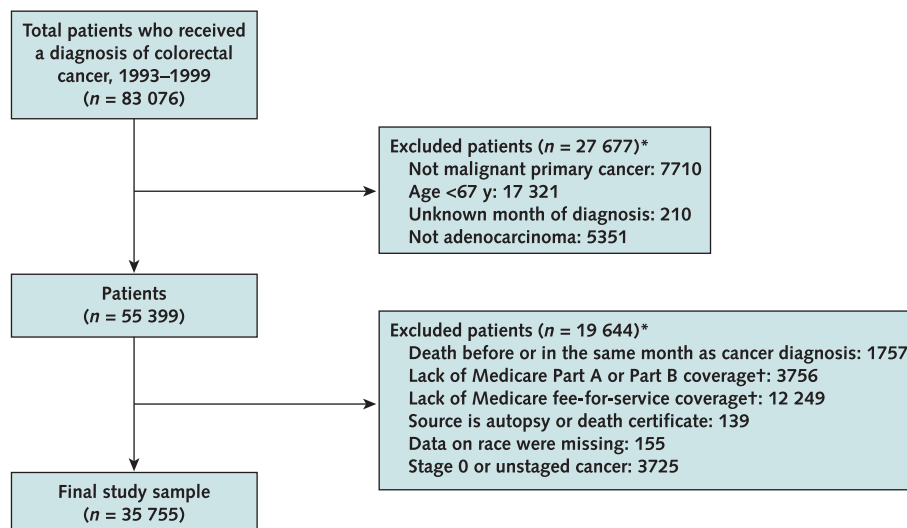 Total patients who received
a diagnosis of colorectal
cancer, 1993–1999
(n = 83 076)
Excluded patients (n = 27 677)*
Not malignant primary cancer: 7710
Age <67 y: 17 321
Unknown month of diagnosis: 210
Not adenocarcinoma: 5351
Patients
(n = 55 399)
Excluded patients (n = 19 644)*
Death before or in the same month as cancer diagnosis: 1757
Lack of Medicare Part A or Part B coverage†: 3756
Lack of Medicare fee-for-service coverage†: 12 249
Source is autopsy or death certificate: 139
Data on race were missing: 155
Stage 0 or unstaged cancer: 3725
Final study sample
(n = 35 755)